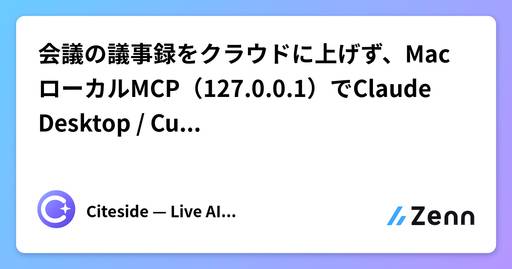 会議の議事録をクラウドに上げず、Mac
ローカルMCP（127.0.0.1）でClaude
Desktop / Cu...
Citeside — Live AI...
Zenn